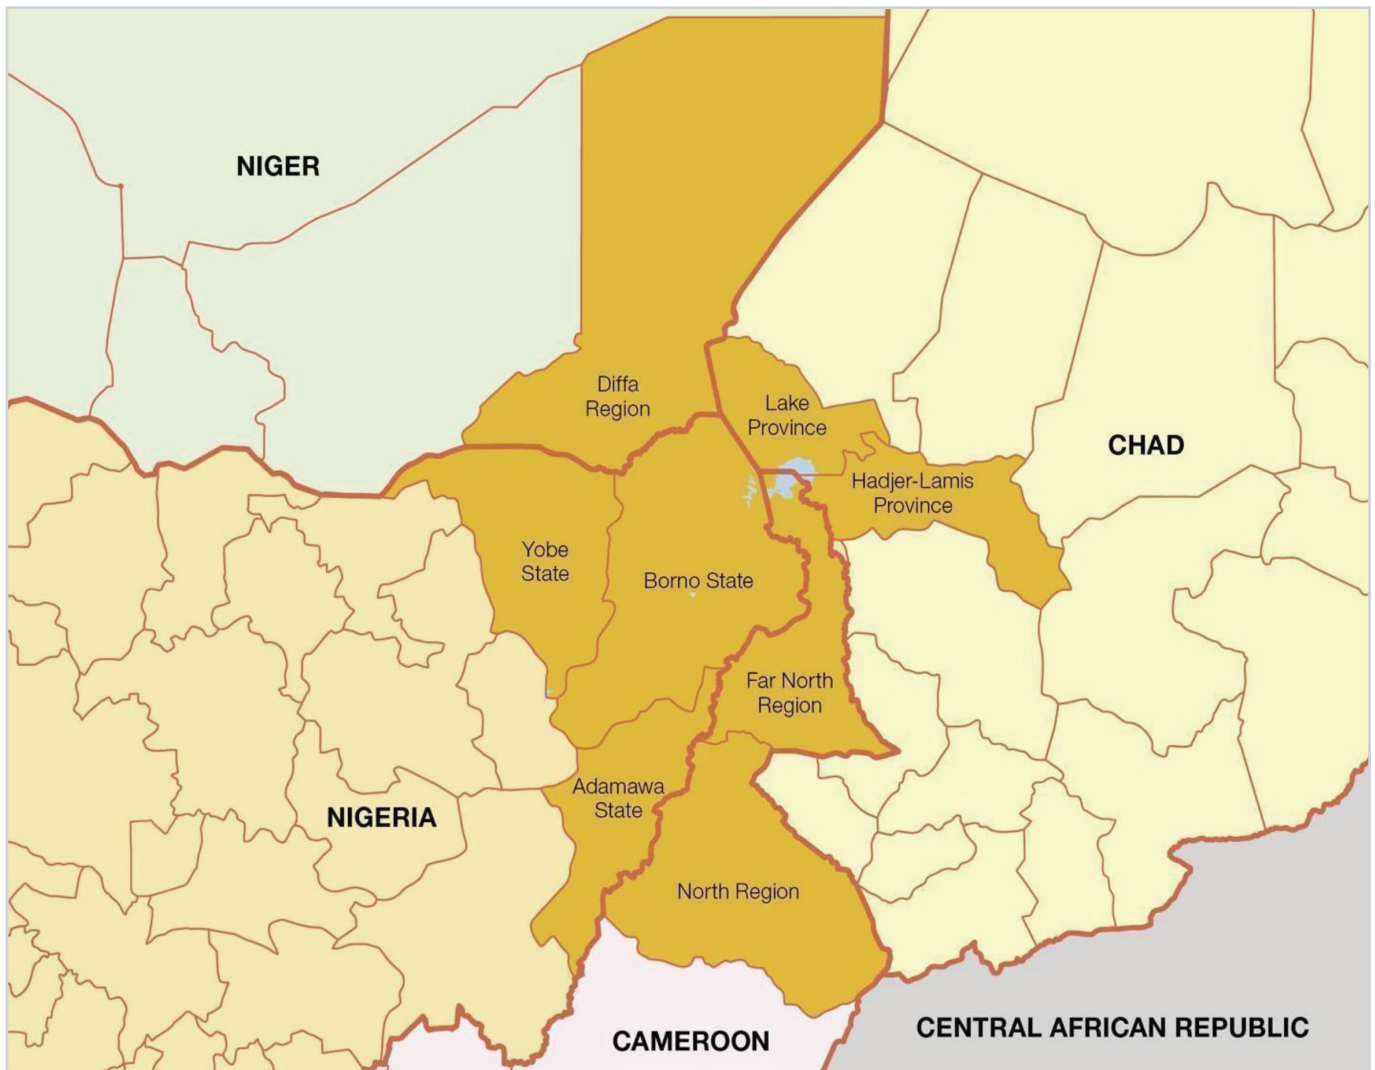 NIGER
Diffa
Region
Lake
Province
CHAD
Hadjer-Lamis
Province
Yobe
State
Borno State
Far North
Region
Adamawa
State
NIGERIA
North Region
CENTRAL AFRICAN REPUBLIC
CAMEROON